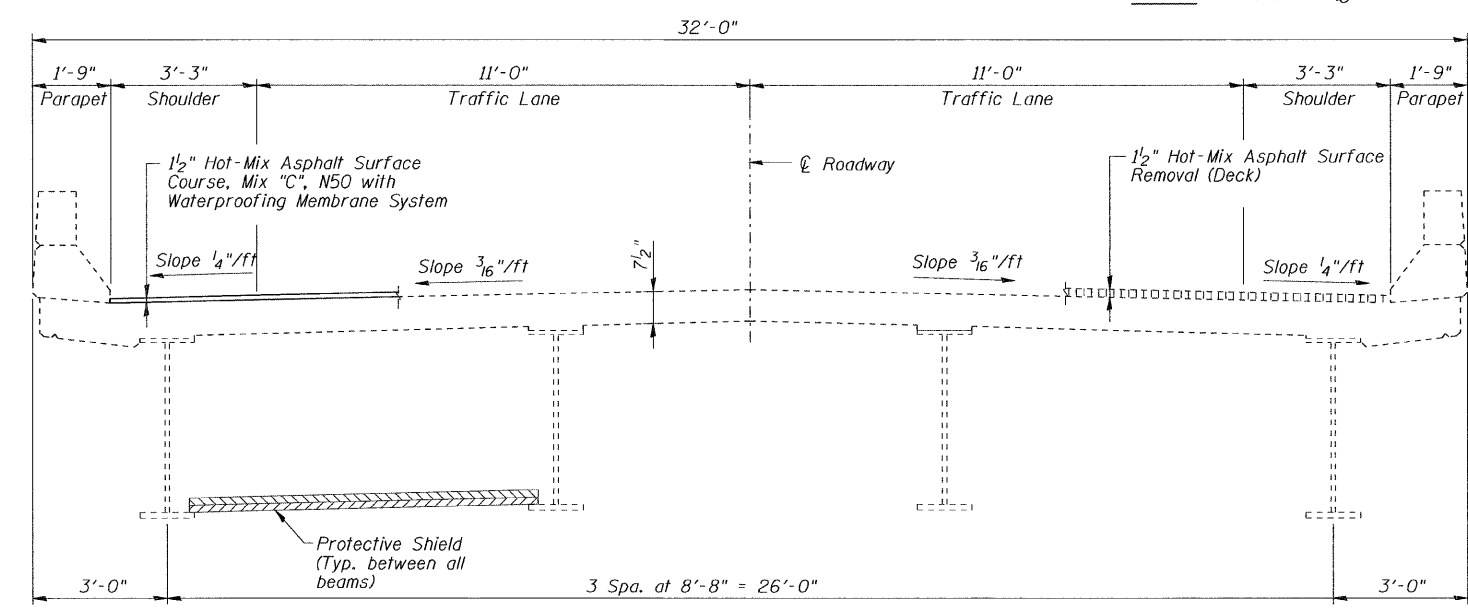 32'-0"
1'-9" 3'-3" 11'-0" 11'-0" 3'-3" 1'-9"
Parapet Shoulder Traffic Lane Traffic Lane Shoulder Parapet
1½" Hot-Mix Asphalt Surface
Course, Mix "C", N50 with
Waterproofing Membrane System
℄ Roadway
1½" Hot-Mix Asphalt Surface
Removal (Deck)
Slope ¼"/ft
Slope 3/16"/ft
7½"
Slope 3/16"/ft
Slope ¼"/ft
Protective Shield
(Typ. between all
beams)
3'-0" 3 Spa. at 8'-8" = 26'-0" 3'-0"